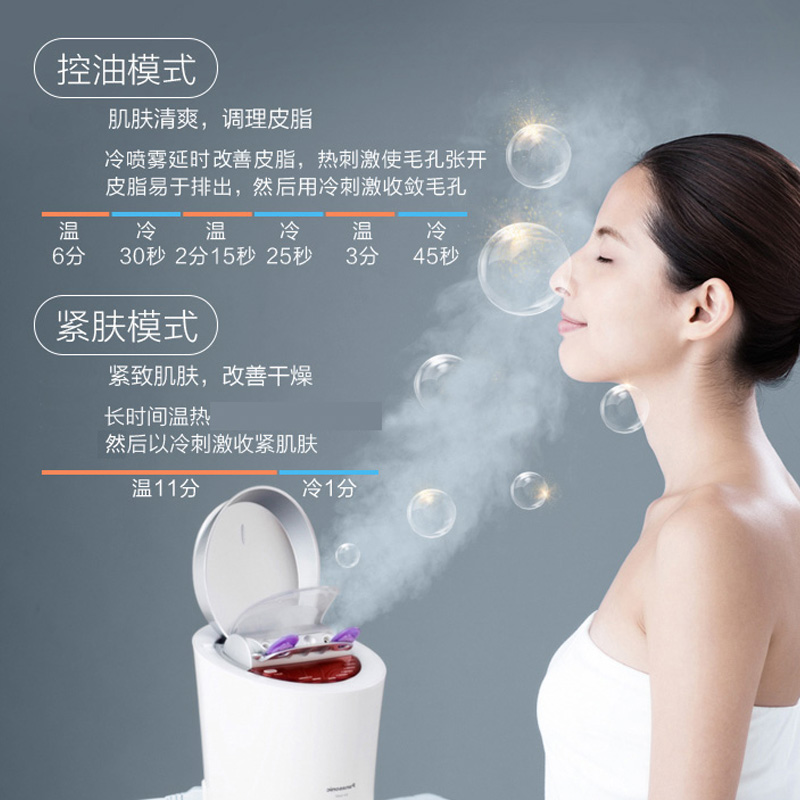 控油模式
肌肤清爽，调理皮脂
冷喷雾延时改善皮脂，热刺激使毛孔张开
皮脂易于排出，然后用冷刺激收敛毛孔
温 冷 温 冷 温 冷
6分 30秒 2分15秒 25秒 3分 45秒
紧肤模式
紧致肌肤，改善干燥
长时间温热
然后以冷刺激收紧肌肤
温11分 冷1分
Panasonic